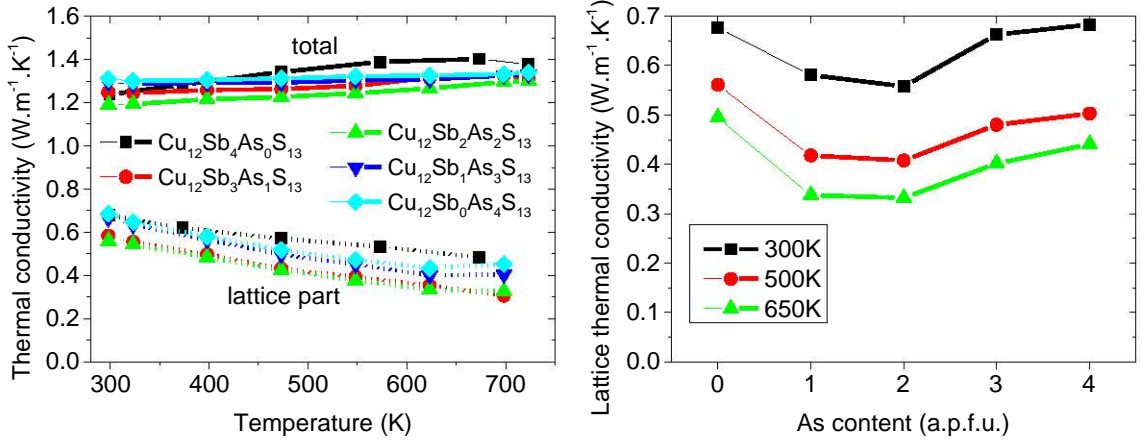 Thermal conductivity (W.m⁻¹.K⁻¹)
1.6
1.4
1.2
1.0
0.8
0.6
0.4
0.2
0.0
total
Cu₁₂Sb₄As₀S₁₃
Cu₁₂Sb₃As₁S₁₃
Cu₁₂Sb₂As₂S₁₃
Cu₁₂Sb₁As₃S₁₃
Cu₁₂Sb₀As₄S₁₃
lattice part
300 400 500 600 700
Temperature (K)
Lattice thermal conductivity (W.m⁻¹.K⁻¹)
0.7
0.6
0.5
0.4
0.3
0.2
0.1
0.0
300K
500K
650K
0 1 2 3 4
As content (a.p.f.u.)